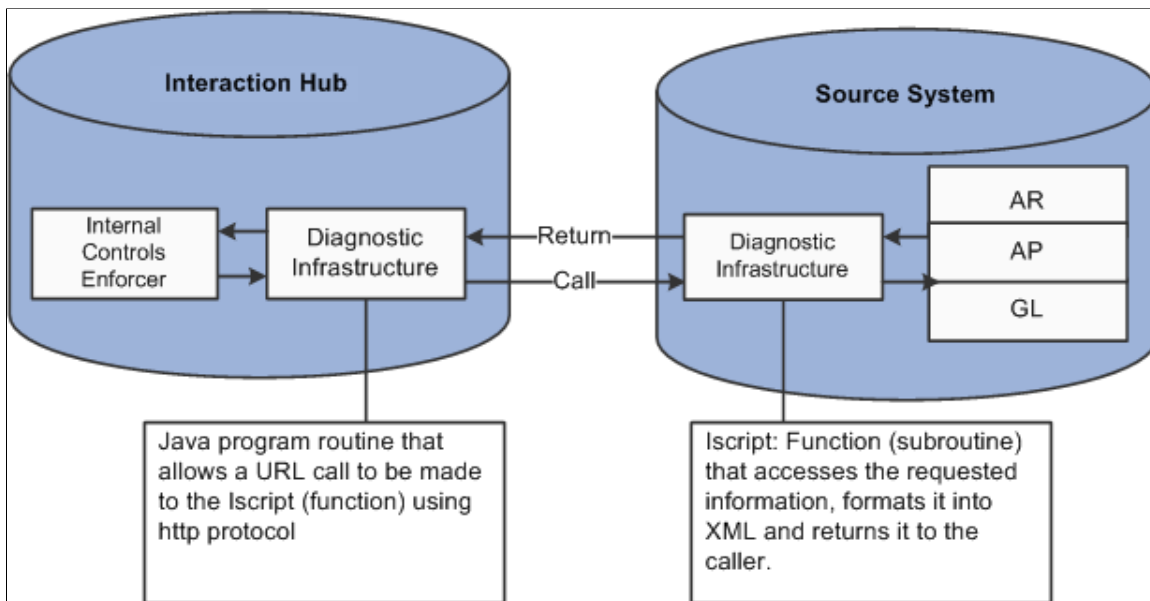 Interaction Hub
Source System
Internal
Controls
Enforcer
Diagnostic
Infrastructure
Return
Call
Diagnostic
Infrastructure
AR
AP
GL
Java program routine that
allows a URL call to be made
to the Iscript (function) using
http protocol
Iscript: Function (subroutine)
that accesses the requested
information, formats it into
XML and returns it to the
caller.